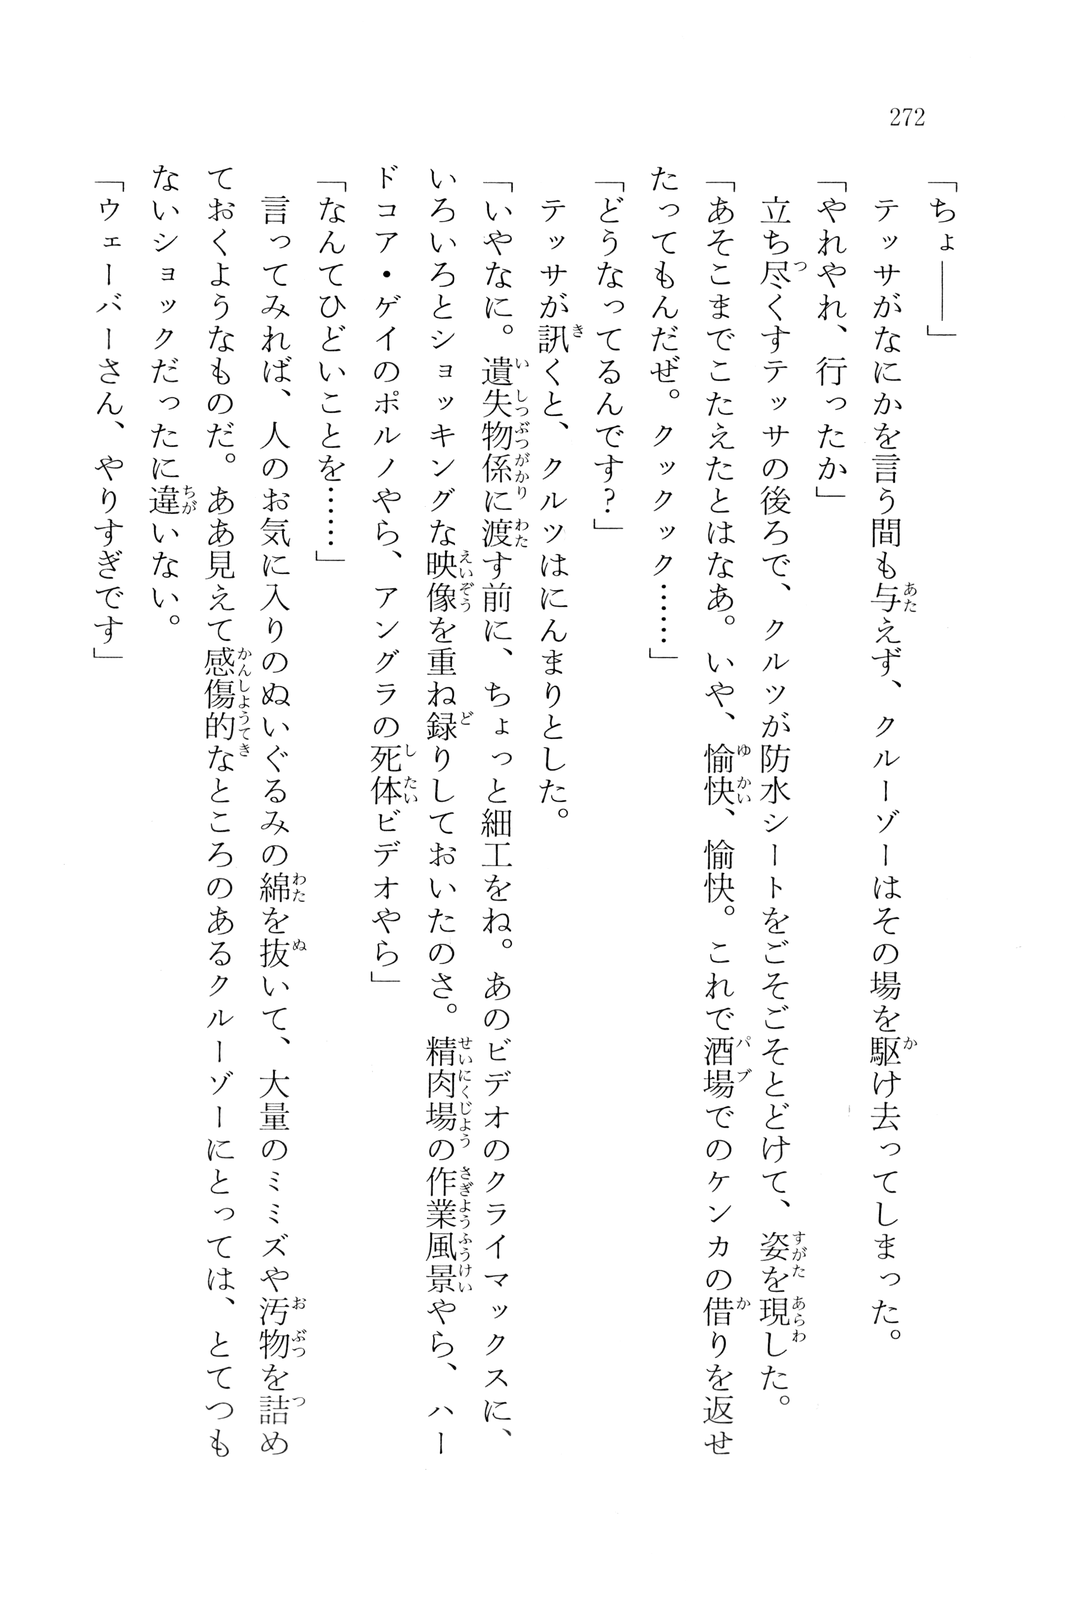 272
「ちょ――」
　テッサがなにかを言う間も与えず、クルーゾーはその場を駆け去ってしまった。
「やれやれ、行ったか」
　立ち尽くすテッサの後ろで、クルツが防水シートをごそごそとどけて、姿を現した。
「あそこまでこたえたとはなあ。いや、愉快、愉快。これで酒場でのケンカの借りを返せ
たってもんだぜ。クックック……」
「どうなってるんです？」
　テッサが訊くと、クルツはにんまりとした。
「いやなに。遺失物係に渡す前に、ちょっと細工をね。あのビデオのクライマックスに、
いろいろとショッキングな映像を重ね録りしておいたのさ。精肉場の作業風景やら、ハー
ドコア・ゲイのポルノやら、アングラの死体ビデオやら」
「なんてひどいことを……」
　言ってみれば、人のお気に入りのぬいぐるみの綿を抜いて、大量のミミズや汚物を詰め
ておくようなものだ。ああ見えて感傷的なところのあるクルーゾーにとっては、とてつも
ないショックだったに違いない。
「ウェーバーさん、やりすぎです」